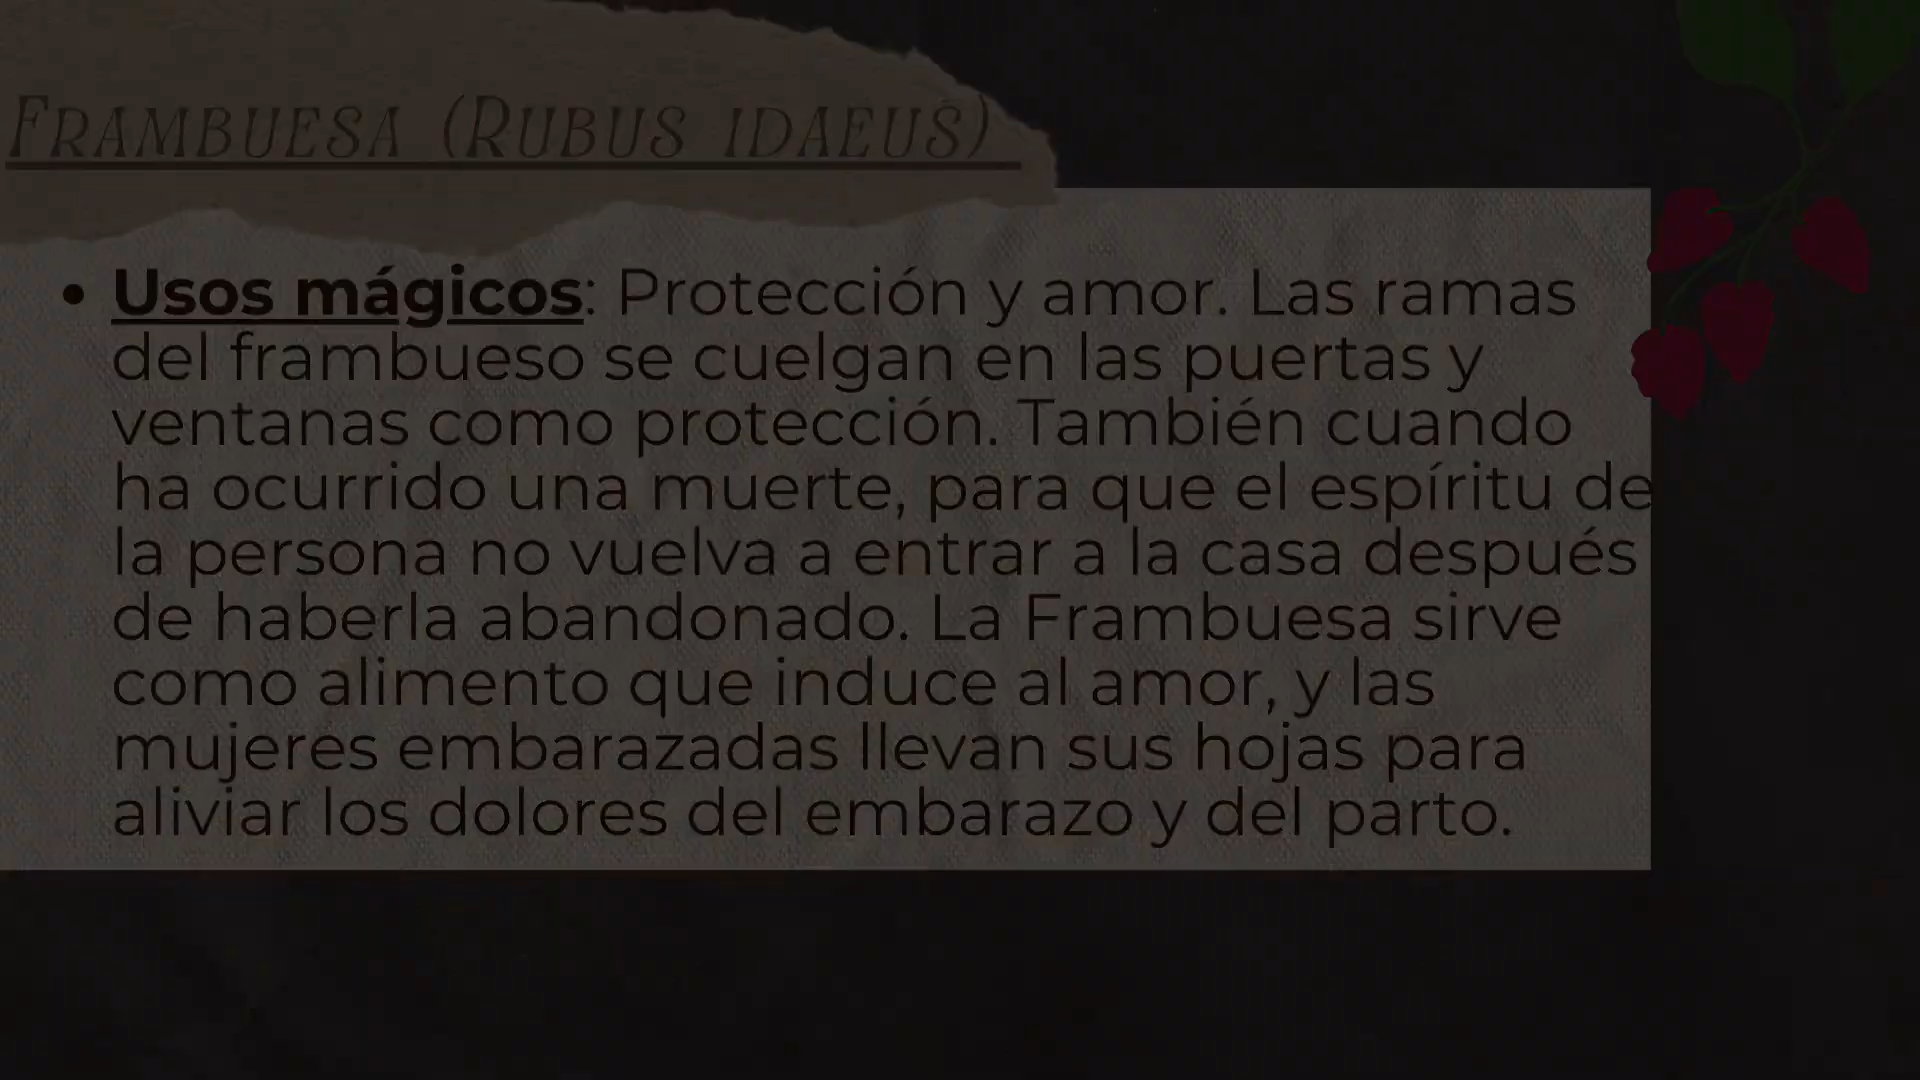 Frambuesa (Rubus idaeus)
• Usos mágicos: Protección y amor. Las ramas
del frambueso se cuelgan en las puertas y
ventanas como protección. También cuando
ha ocurrido una muerte, para que el espíritu de
la persona no vuelva a entrar a la casa después
de haberla abandonado. La Frambuesa sirve
como alimento que induce al amor, y las
mujeres embarazadas llevan sus hojas para
aliviar los dolores del embarazo y del parto.